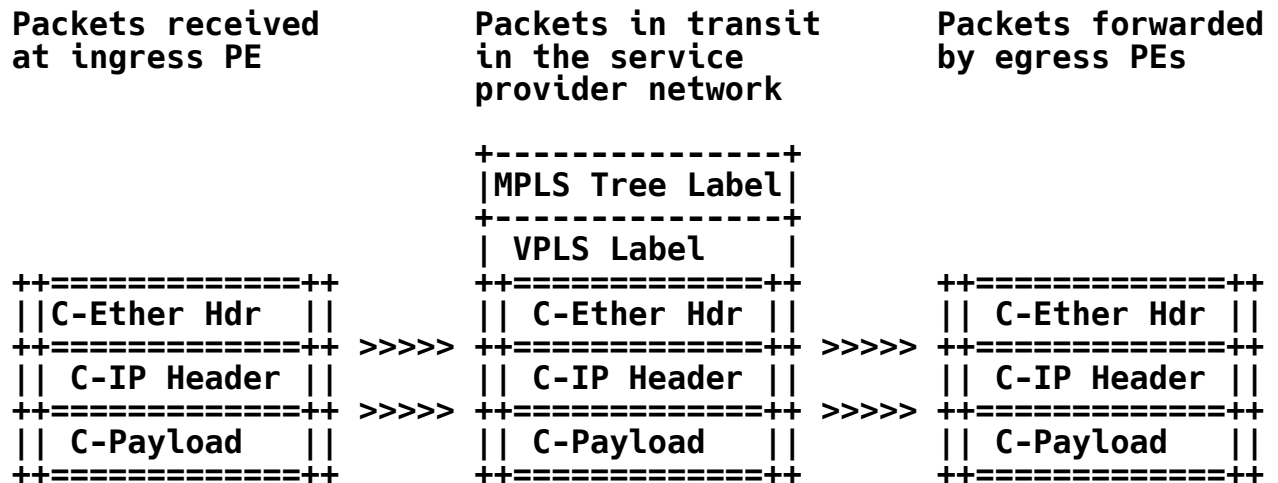 Packets received         Packets in transit       Packets forwarded
at ingress PE            in the service           by egress PEs
                         provider network

                         +---------------+
                         |MPLS Tree Label|
                         +---------------+
                         | VPLS Label    |
 ++=============++       ++=============++       ++=============++
 ||C-Ether Hdr  ||       || C-Ether Hdr ||       || C-Ether Hdr ||
 ++=============++ >>>>> ++=============++ >>>>> ++=============++
 || C-IP Header ||       || C-IP Header ||       || C-IP Header ||
 ++=============++ >>>>> ++=============++ >>>>> ++=============++
 || C-Payload   ||       || C-Payload   ||       || C-Payload   ||
 ++=============++       ++=============++       ++=============++